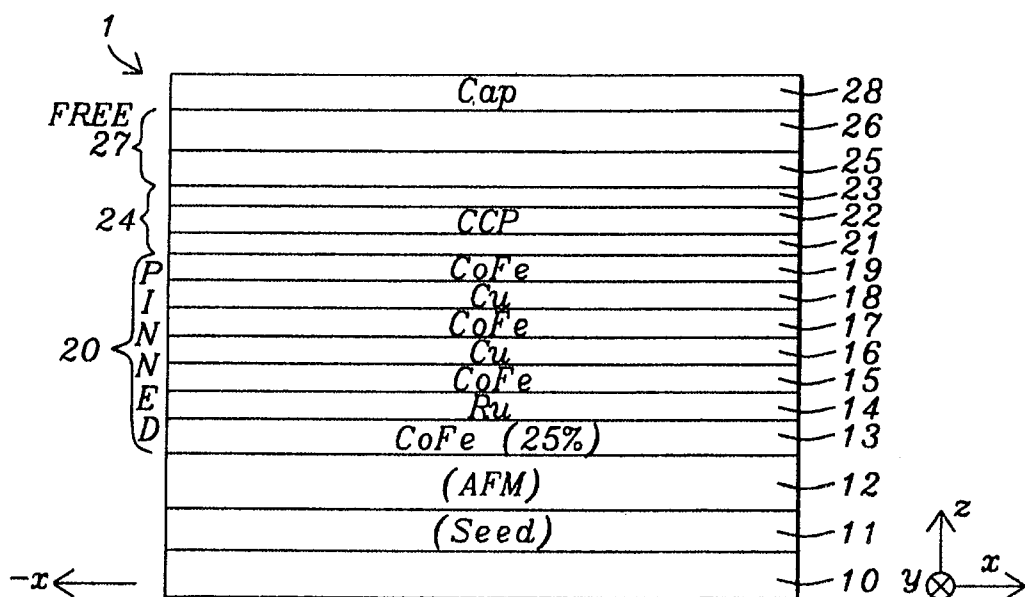 1
Cap 28
FREE 26
27
25
23
24 22
CCP
21
CoFe 19
Cu 18
CoFe 17
20 PINNED
Cu 16
CoFe 15
Ru 14
CoFe (25%) 13
(AFM) 12
(Seed) 11
10
-x
z
y x